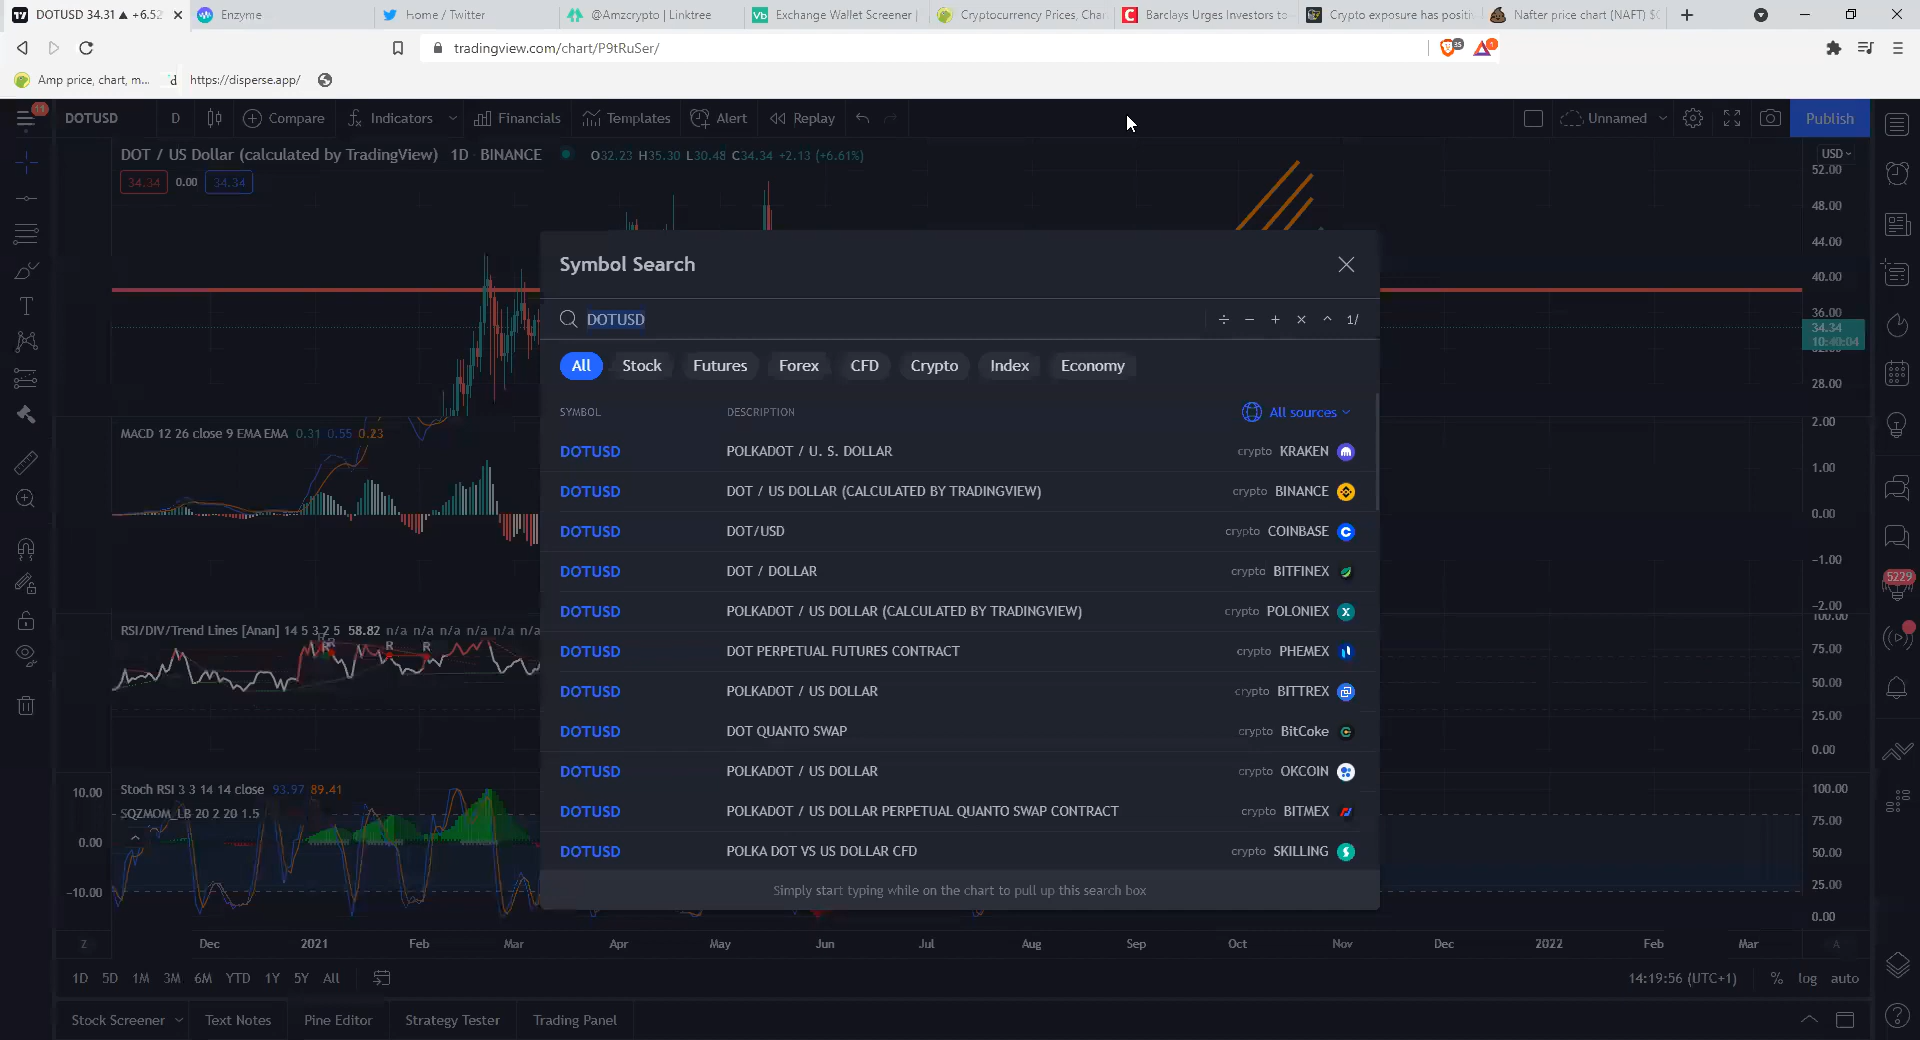 DOTUSD 34.31 ▲ +6.52
Enzyme
Home / Twitter
@Amzcrypto | Linktree
Exchange Wallet Screener |
Cryptocurrency Prices, Cha
Barclays Urges Investors to
Crypto exposure has positi
Nafter price chart (NAFT) $0
tradingview.com/chart/P9tRuSer/
35
1
Amp price, chart, m...
d
https://disperse.app/
11
DOTUSD
D
Compare
Indicators
Financials
Templates
Alert
Replay
Unnamed
Publish
DOT / US Dollar (calculated by TradingView) 1D BINANCE
O32.23 H35.30 L30.48 C34.34 +2.13 (+6.61%)
34.34 0.00 34.34
USD
52.00
48.00
44.00
40.00
36.00
34.34
10:40:04
32.00
28.00
Symbol Search
DOTUSD
÷ − + × ^ 1/
All Stock Futures Forex CFD Crypto Index Economy
SYMBOL DESCRIPTION All sources
DOTUSD POLKADOT / U. S. DOLLAR crypto KRAKEN
DOTUSD DOT / US DOLLAR (CALCULATED BY TRADINGVIEW) crypto BINANCE
DOTUSD DOT/USD crypto COINBASE
DOTUSD DOT / DOLLAR crypto BITFINEX
DOTUSD POLKADOT / US DOLLAR (CALCULATED BY TRADINGVIEW) crypto POLONIEX
DOTUSD DOT PERPETUAL FUTURES CONTRACT crypto PHEMEX
DOTUSD POLKADOT / US DOLLAR crypto BITTREX
DOTUSD DOT QUANTO SWAP crypto BitCoke
DOTUSD POLKADOT / US DOLLAR crypto OKCOIN
DOTUSD POLKADOT / US DOLLAR PERPETUAL QUANTO SWAP CONTRACT crypto BITMEX
DOTUSD POLKA DOT VS US DOLLAR CFD crypto SKILLING
Simply start typing while on the chart to pull up this search box
MACD 12 26 close 9 EMA EMA 0.31 0.55 0.23
2.00
1.00
0.00
−1.00
−2.00
RSI/DIV/Trend Lines [Anan] 14 5 3 2 5 58.82 n/a n/a n/a n/a n/a n/a n/a
R R R R
100.00
75.00
50.00
25.00
0.00
5229
Stoch RSI 3 3 14 14 close 93.97 89.41
SQZMOM_LB 20 2 20 1.5
10.00
0.00
−10.00
100.00
75.00
50.00
25.00
0.00
Z Dec 2021 Feb Mar Apr May Jun Jul Aug Sep Oct Nov Dec 2022 Feb Mar A
1D 5D 1M 3M 6M YTD 1Y 5Y All
14:19:56 (UTC+1) % log auto
Stock Screener Text Notes Pine Editor Strategy Tester Trading Panel